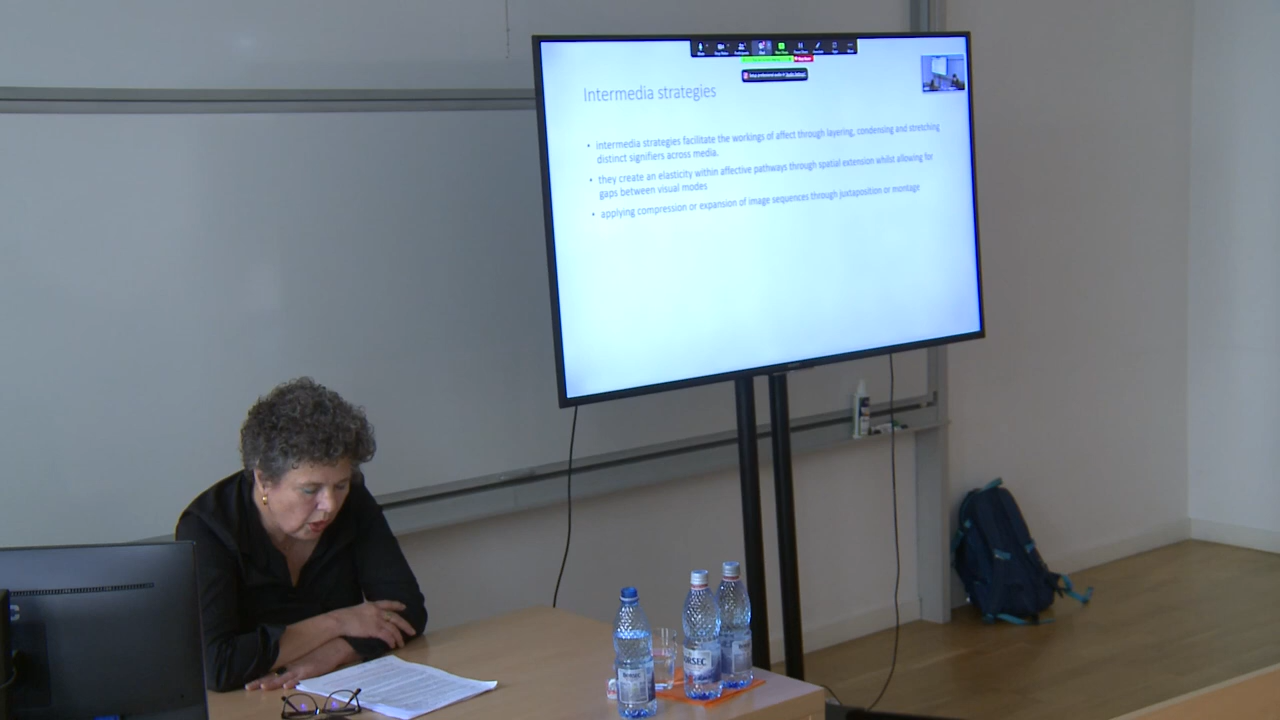 Intermedia strategies
• intermedia strategies facilitate the workings of affect through layering, condensing and stretching
distinct signifiers across media.
• they create an elasticity within affective pathways through spatial extension whilst allowing for
gaps between visual modes
• applying compression or expansion of image sequences through juxtaposition or montage
BORSEC